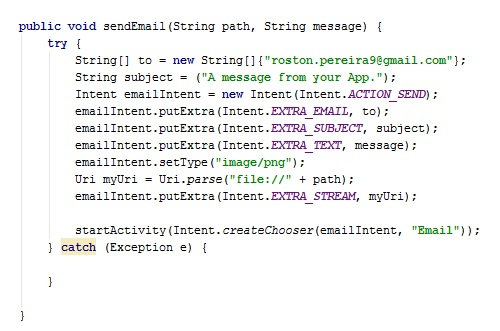 public void sendEmail(String path, String message) {
try {
String[] to = new String[]{"roston.pereira9@gmail.com"};
String subject = ("A message from your App.");
Intent emailIntent = new Intent(Intent.ACTION_SEND);
emailIntent.putExtra(Intent.EXTRA_EMAIL, to);
emailIntent.putExtra(Intent.EXTRA_SUBJECT, subject);
emailIntent.putExtra(Intent.EXTRA_TEXT, message);
emailIntent.setType("image/png");
Uri myUri = Uri.parse("file://" + path);
emailIntent.putExtra(Intent.EXTRA_STREAM, myUri);
startActivity(Intent.createChooser(emailIntent, "Email"));
} catch (Exception e) {
}
}